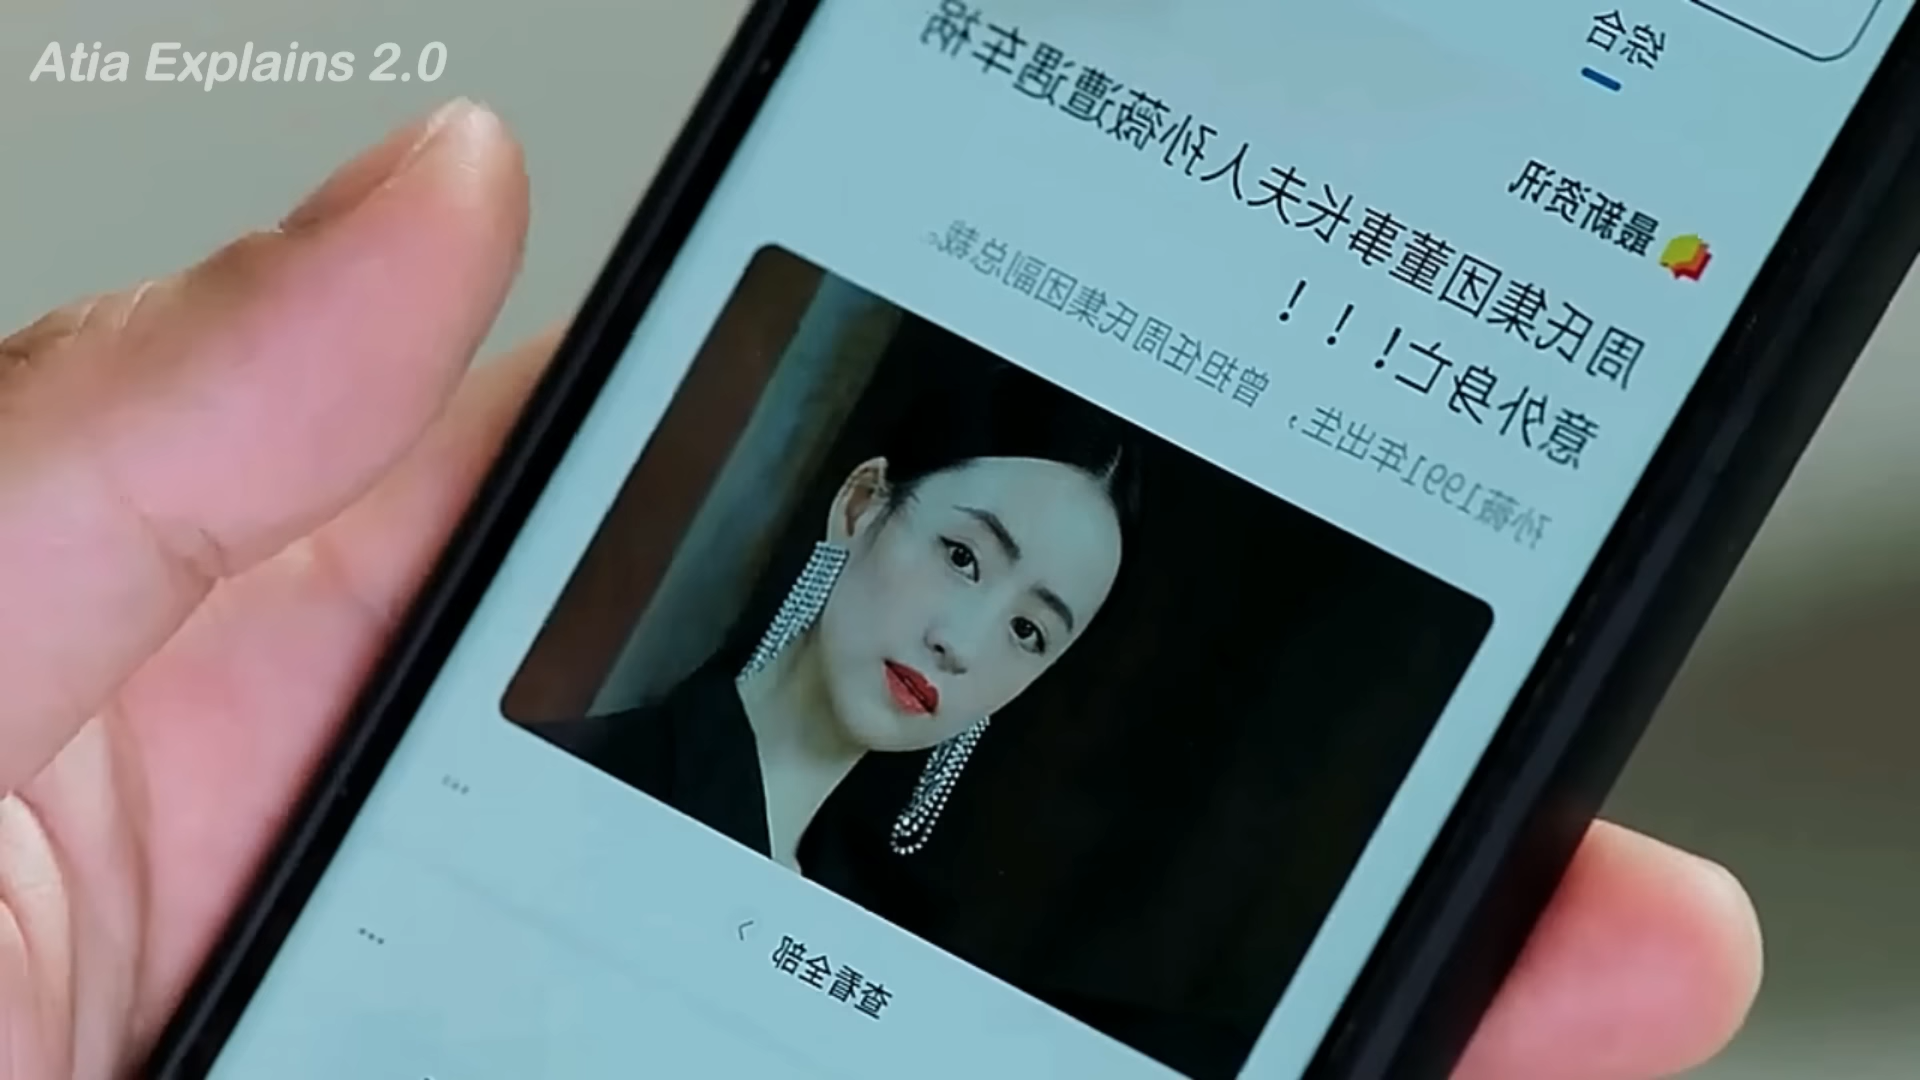 Atia Explains 2.0
综合
最新资讯
周氏集团董事长夫人孙薇遭遇车祸
意外身亡！！！
孙薇1991年出生，曾担任周氏集团副总裁。
查看全部